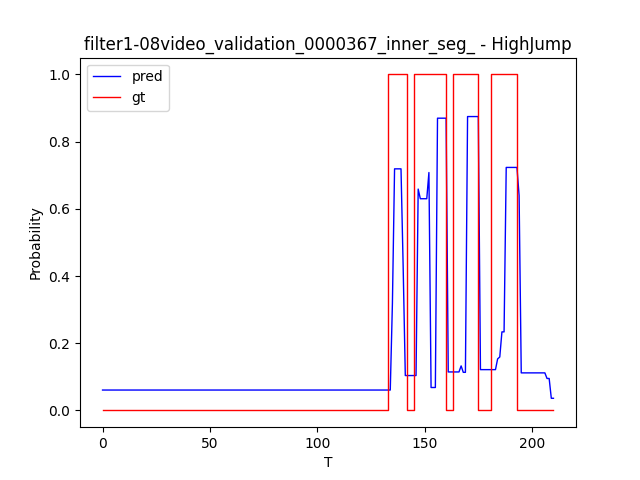 filter1-08video_validation_0000367_inner_seg_ - HighJump
pred
gt
1.0
0.8
0.6
0.4
0.2
0.0
Probability
0
50
100
150
200
T